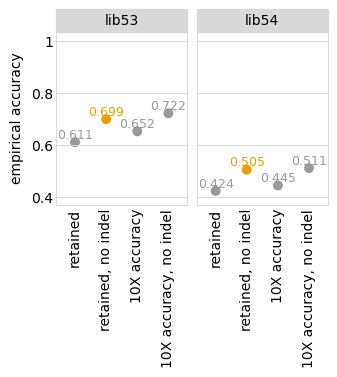 lib53
lib54
empirical accuracy
1
0.8
0.6
0.4
0.611
0.699
0.652
0.722
0.424
0.505
0.445
0.511
retained
retained, no indel
10X accuracy
10X accuracy, no indel
retained
retained, no indel
10X accuracy
10X accuracy, no indel